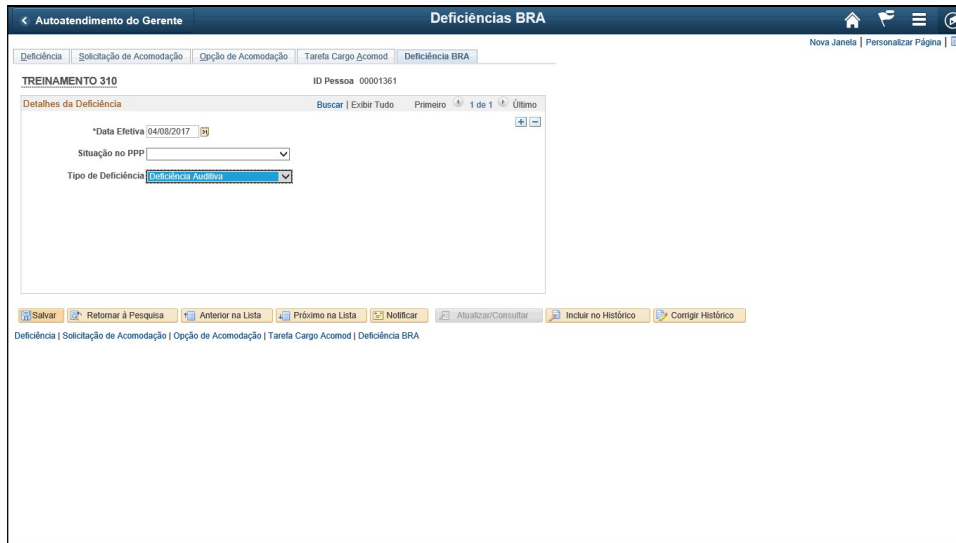 Autoatendimento do Gerente Deficiências BRA
Nova Janela | Personalizar Página |
Deficiência Solicitação de Acomodação Opção de Acomodação Tarefa Cargo Acomod Deficiência BRA
TREINAMENTO 310 ID Pessoa 00001361
Detalhes da Deficiência Buscar | Exibir Tudo Primeiro 1 de 1 Último
*Data Efetiva 04/08/2017
Situação no PPP
Tipo de Deficiência Deficiência Auditiva
Salvar Retornar à Pesquisa Anterior na Lista Próximo na Lista Notificar Atualizar/Consultar Incluir no Histórico Corrigir Histórico
Deficiência | Solicitação de Acomodação | Opção de Acomodação | Tarefa Cargo Acomod | Deficiência BRA